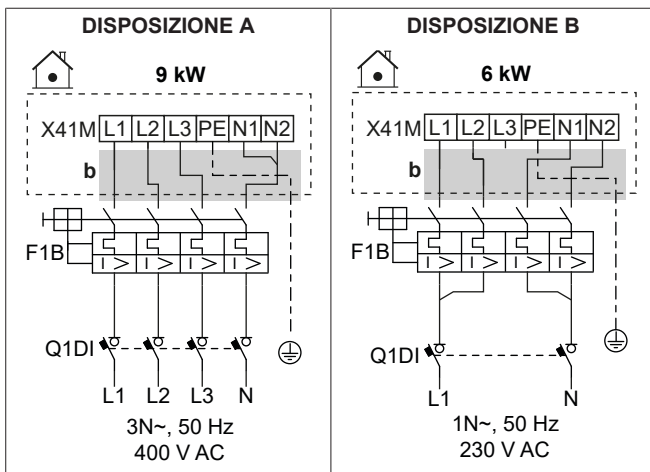 DISPOSIZIONE A
9 kW
X41M L1 L2 L3 PE N1 N2
b
F1B
I > I > I > I >
Q1DI
L1 L2 L3 N
3N~, 50 Hz
400 V AC
DISPOSIZIONE B
6 kW
X41M L1 L2 L3 PE N1 N2
b
F1B
I > I > I > I >
Q1DI
L1 N
1N~, 50 Hz
230 V AC